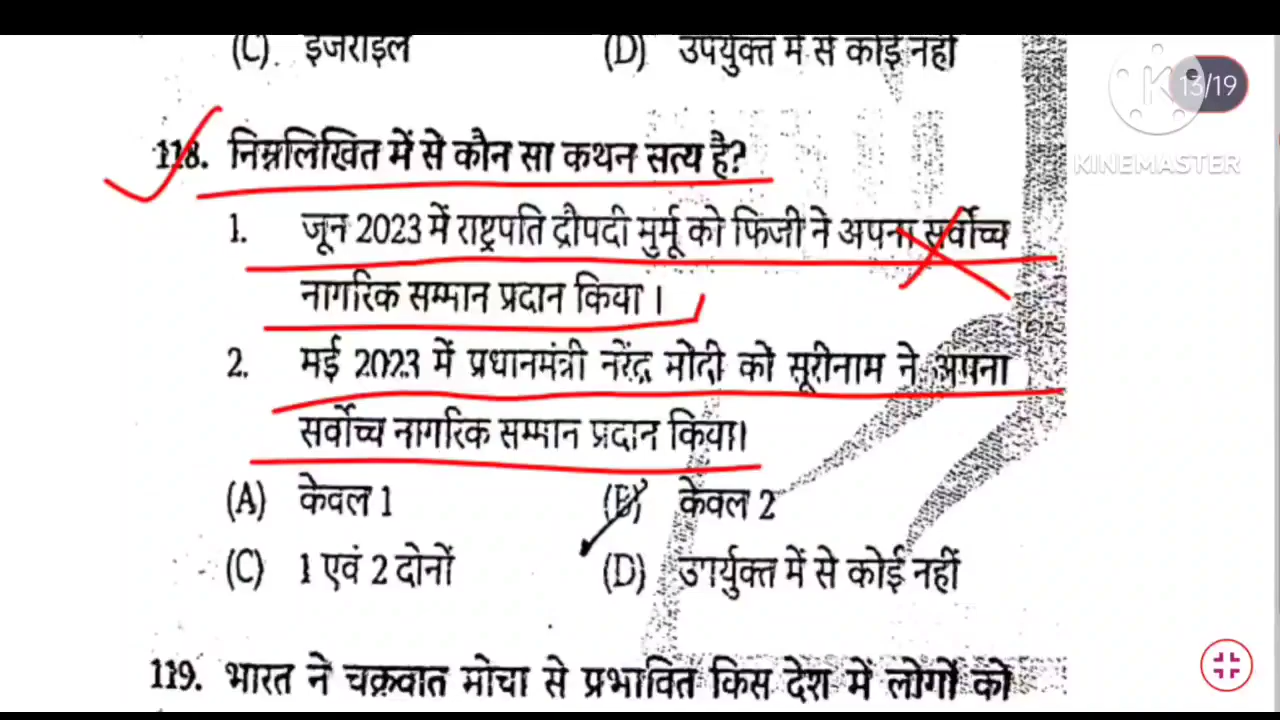 (C). इजराइल (D) उपर्युक्त में से कोई नहीं
13/19
KINEMASTER
118. निम्नलिखित में से कौन सा कथन सत्य है?
1. जून 2023 में राष्ट्रपति द्रौपदी मुर्मू को फिजी ने अपना सर्वोच्च
नागरिक सम्मान प्रदान किया ।
2. मई 2023 में प्रधानमंत्री नरेंद्र मोदी को सूरीनाम ने अपना
सर्वोच्च नागरिक सम्मान प्रदान किया।
(A) केवल 1 (B) केवल 2
(C) 1 एवं 2 दोनों (D) उपर्युक्त में से कोई नहीं
119. भारत ने चक्रवात मोचा से प्रभावित किस देश में लोगों को